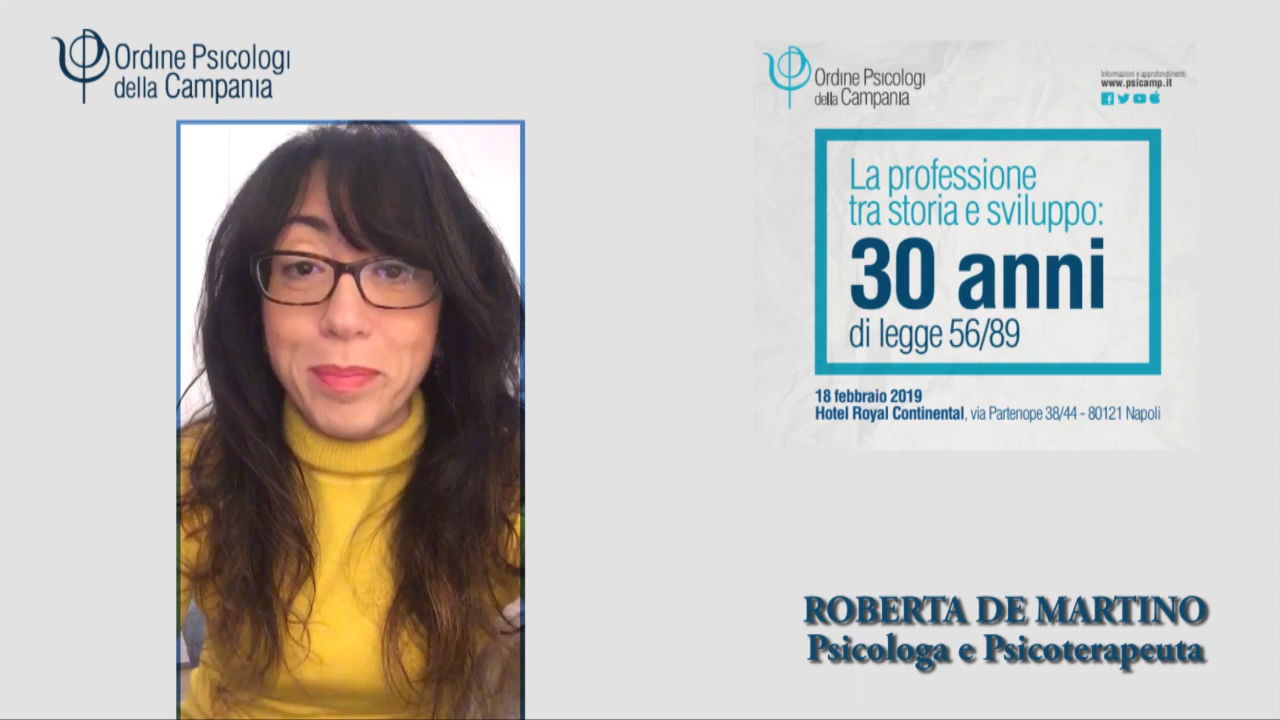 Ordine Psicologi
della Campania
Ordine Psicologi
della Campania
Informazioni e approfondimenti
www.psicamp.it
La professione
tra storia e sviluppo:
30 anni
di legge 56/89
18 febbraio 2019
Hotel Royal Continental, via Partenope 38/44 - 80121 Napoli
ROBERTA DE MARTINO
Psicologa e Psicoterapeuta